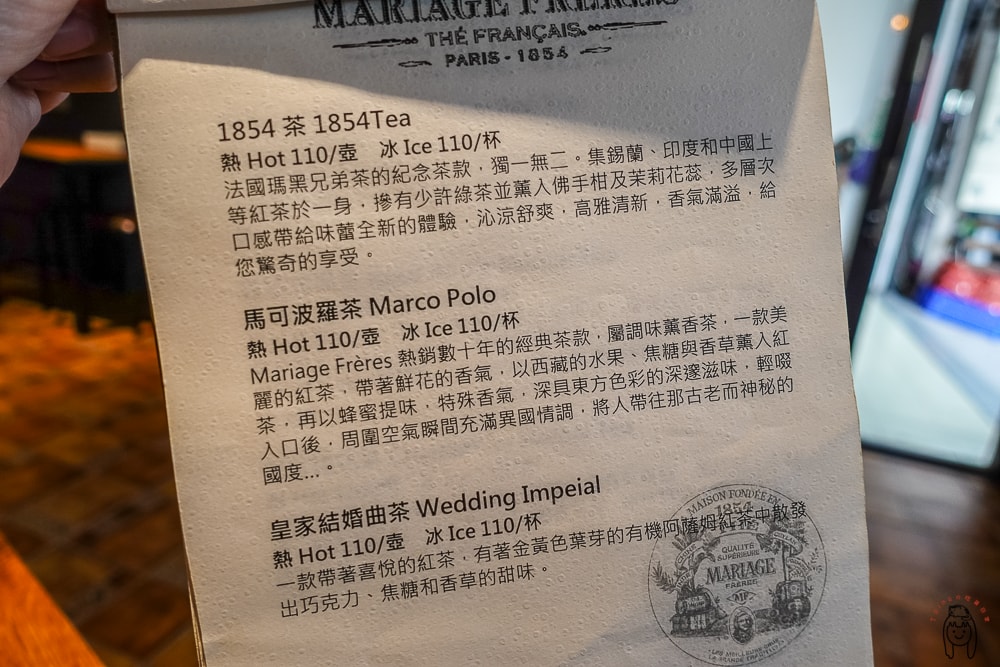 MARIAGE FRÈRES
THÉ FRANÇAIS
PARIS - 1854
1854 茶 1854Tea
熱 Hot 110/壺 冰 Ice 110/杯
法國瑪黑兄弟茶的紀念茶款，獨一無二。集錫蘭、印度和中國上
等紅茶於一身，摻有少許綠茶並薰入佛手柑及茉莉花蕊，多層次
口感帶給味蕾全新的體驗，沁涼舒爽，高雅清新，香氣滿溢，給
您驚奇的享受。
馬可波羅茶 Marco Polo
熱 Hot 110/壺 冰 Ice 110/杯
Mariage Frères 熱銷數十年的經典茶款，屬調味薰香茶，一款美
麗的紅茶，帶著鮮花的香氣，以西藏的水果、焦糖與香草薰入紅
茶，再以蜂蜜提味，特殊香氣，深具東方色彩的深邃滋味，輕啜
入口後，周圍空氣瞬間充滿異國情調，將人帶往那古老而神秘的
國度…。
皇家結婚曲茶 Wedding Impeial
熱 Hot 110/壺 冰 Ice 110/杯
一款帶著喜悅的紅茶，有著金黃色葉芽的有機阿薩姆紅茶中散發
出巧克力、焦糖和香草的甜味。
MAISON FONDÉE EN
1854
QUALITÉ
SUPÉRIEURE
MARIAGE
FRÈRES
MF